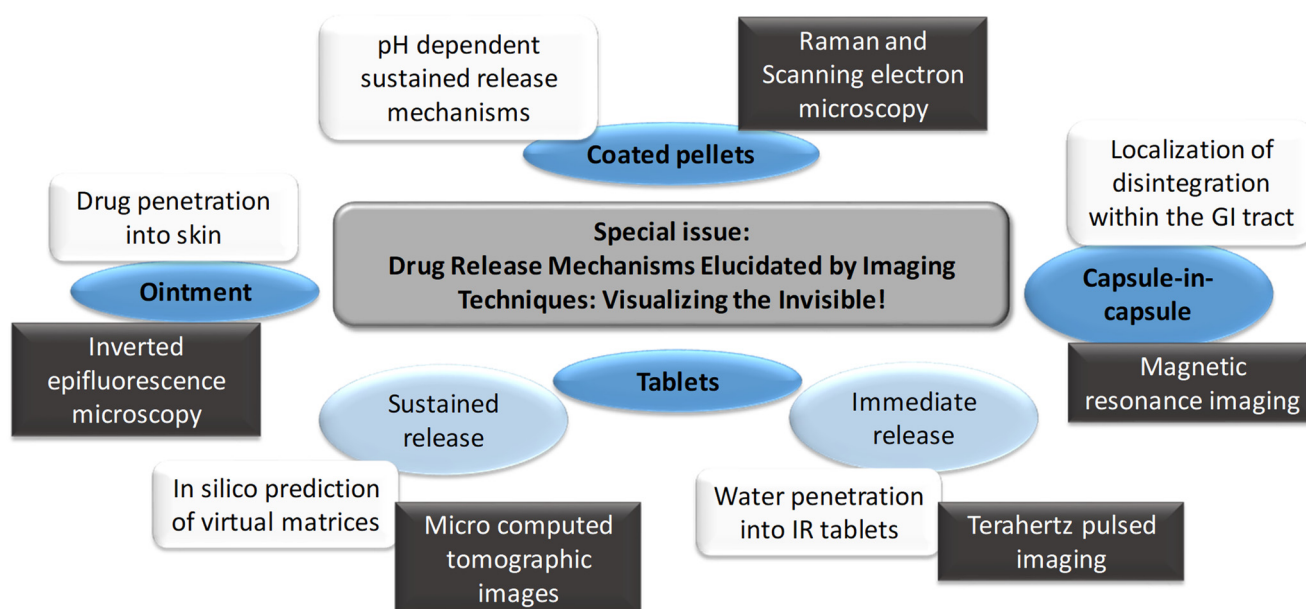 pH dependent
sustained release
mechanisms
Raman and
Scanning electron
microscopy
Coated pellets
Localization of
disintegration
within the GI tract
Drug penetration
into skin
Ointment
Inverted
epifluorescence
microscopy
Special issue:
Drug Release Mechanisms Elucidated by Imaging
Techniques: Visualizing the Invisible!
Capsule-in-
capsule
Magnetic
resonance imaging
Tablets
Sustained
release
Immediate
release
In silico prediction
of virtual matrices
Micro computed
tomographic
images
Water penetration
into IR tablets
Terahertz pulsed
imaging